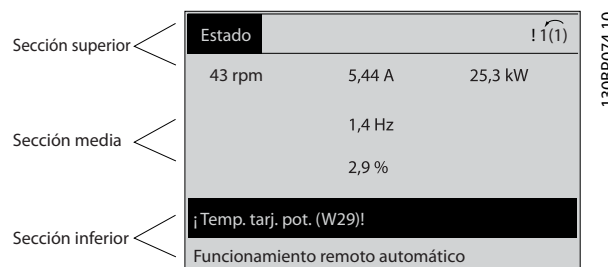 Sección superior
Estado
! 1(1)
43 rpm 5,44 A 25,3 kW
Sección media
1,4 Hz
2,9 %
¡ Temp. tarj. pot. (W29)!
Sección inferior
Funcionamiento remoto automático
130BP074.10